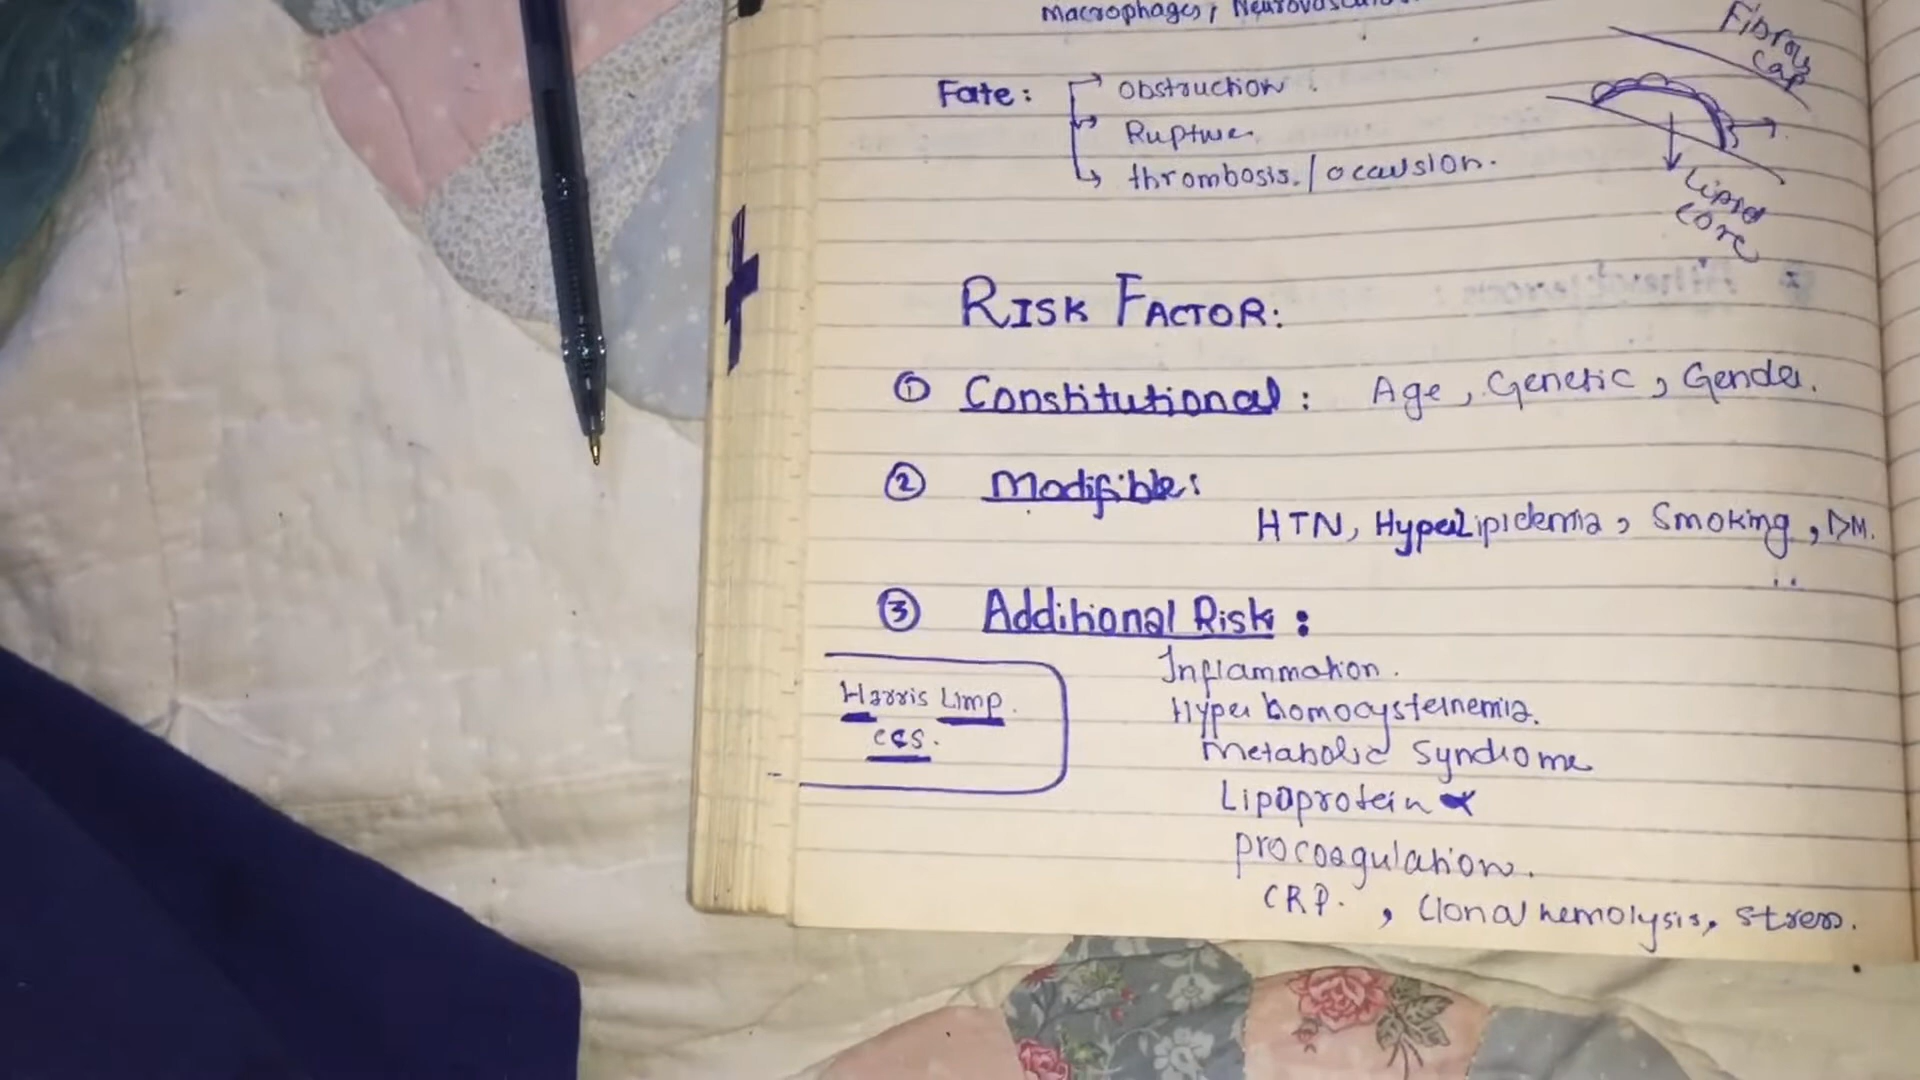 Macrophages,
Fate: obstruction.
Rupture.
thrombosis. / occulsion.
Fibrous
cap
Lipid
core
RISK FACTOR:
① Constitutional: Age, Genetic, Gender.
② Modifible:
HTN, HyperLipidemia, Smoking, DM.
③ Additional Risk:
Inflammation.
Hyper homocysteinemia.
Metabolic Syndrome
Lipoprotein
procoagulation.
CRP. , Clonal hemolysis, stress.
Harris Limp.
CCS.